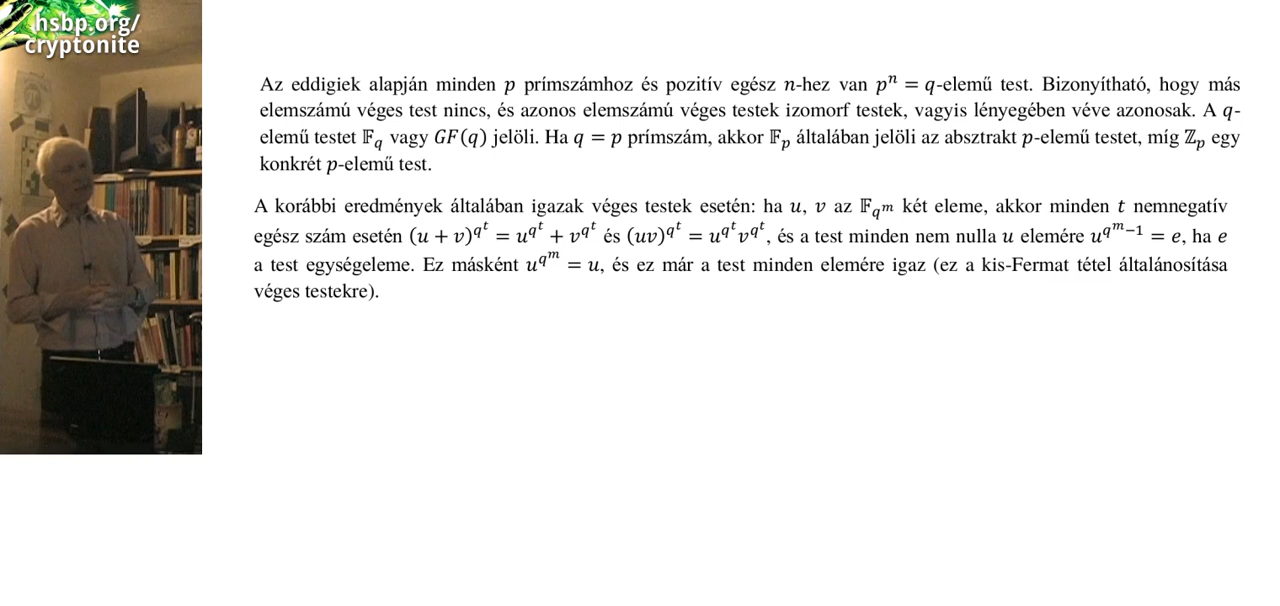 hsbp.org/
cryptonite
Az eddigiek alapján minden p prímszámhoz és pozitív egész n-hez van pⁿ = q-elemű test. Bizonyítható, hogy más
elemszámú véges test nincs, és azonos elemszámú véges testek izomorf testek, vagyis lényegében véve azonosak. A q-
elemű testet 𝔽_q vagy GF(q) jelöli. Ha q = p prímszám, akkor 𝔽_p általában jelöli az absztrakt p-elemű testet, míg ℤ_p egy
konkrét p-elemű test.
A korábbi eredmények általában igazak véges testek esetén: ha u, v az 𝔽_{q^m} két eleme, akkor minden t nemnegatív
egész szám esetén (u + v)^{q^t} = u^{q^t} + v^{q^t} és (uv)^{q^t} = u^{q^t}v^{q^t}, és a test minden nem nulla u elemére u^{q^m−1} = e, ha e
a test egységeleme. Ez másként u^{q^m} = u, és ez már a test minden elemére igaz (ez a kis-Fermat tétel általánosítása
véges testekre).